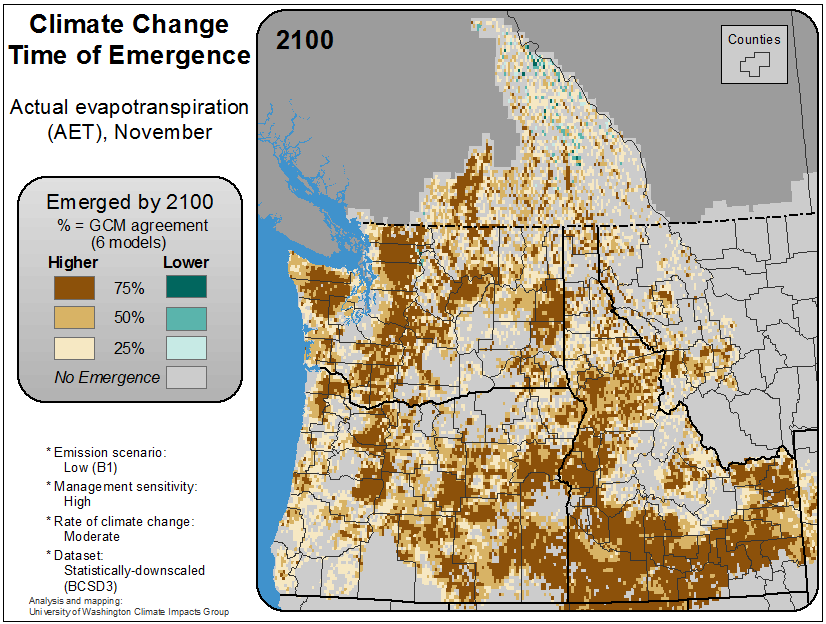 Climate Change
Time of Emergence
Actual evapotranspiration
(AET), November
Emerged by 2100
% = GCM agreement
(6 models)
Higher Lower
75%
50%
25%
No Emergence
* Emission scenario:
Low (B1)
* Management sensitivity:
High
* Rate of climate change:
Moderate
* Dataset:
Statistically-downscaled
(BCSD3)
Analysis and mapping:
University of Washington Climate Impacts Group
2100
Counties